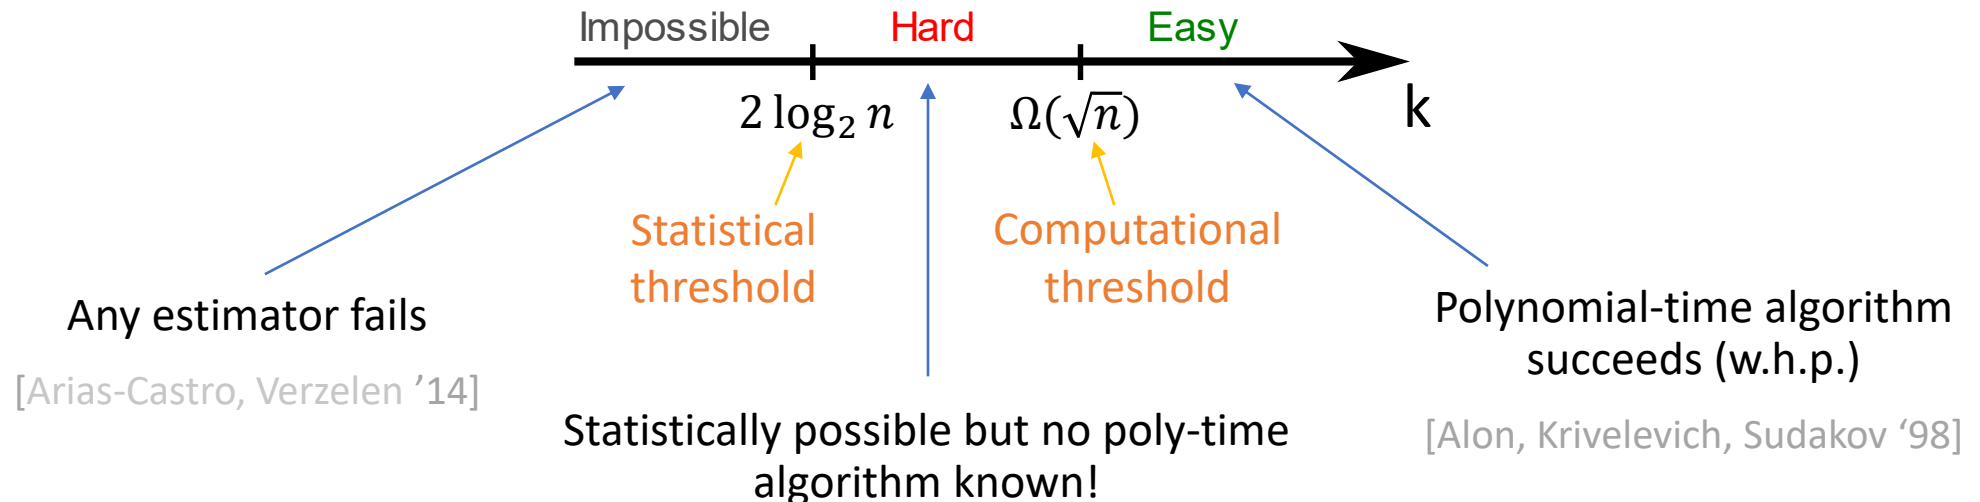 Impossible
Hard
Easy
2 log₂ n
Ω(√n)
k
Statistical
threshold
Computational
threshold
Any estimator fails
[Arias-Castro, Verzelen ’14]
Statistically possible but no poly-time
algorithm known!
Polynomial-time algorithm
succeeds (w.h.p.)
[Alon, Krivelevich, Sudakov ‘98]